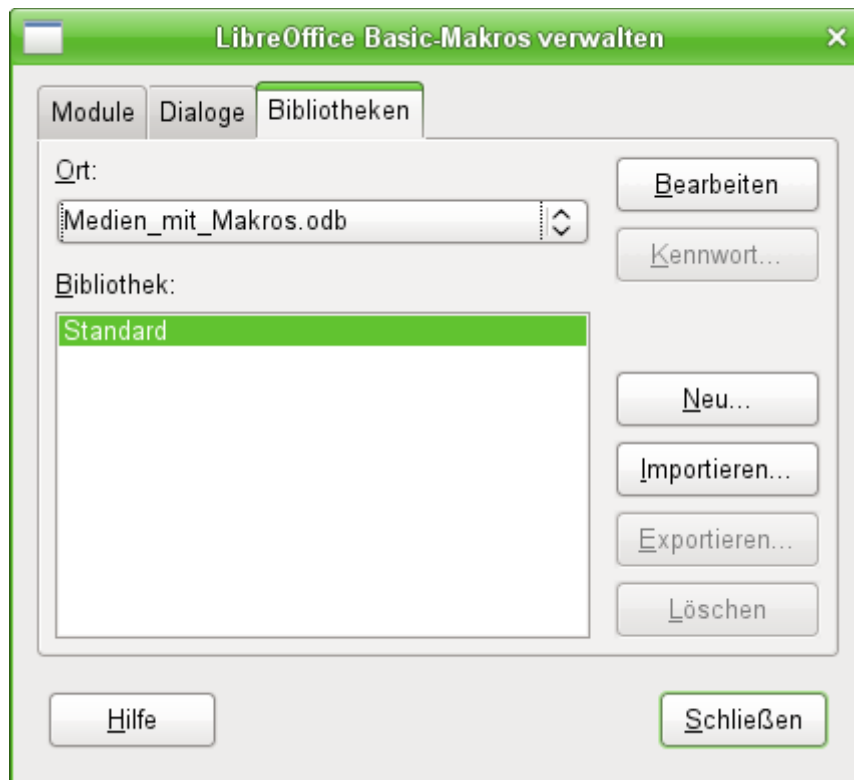 LibreOffice Basic-Makros verwalten
Module Dialoge Bibliotheken
Ort:
Medien_mit_Makros.odb
Bearbeiten
Kennwort...
Bibliothek:
Standard
Neu...
Importieren...
Exportieren...
Löschen
Hilfe
Schließen